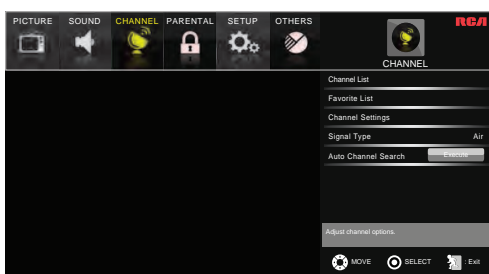 PICTURE SOUND CHANNEL PARENTAL SETUP OTHERS
RCA
CHANNEL
Channel List
Favorite List
Channel Settings
Signal Type Air
Auto Channel Search Execute
Adjust channel options.
MOVE SELECT : Exit